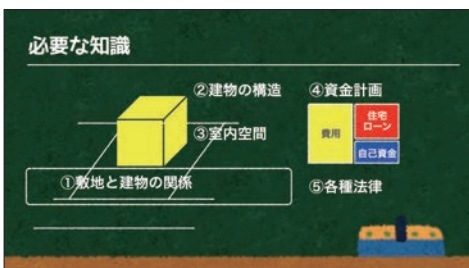 必要な知識
②建物の構造
③室内空間
①敷地と建物の関係
④資金計画
費用
住宅
ローン
自己資金
⑤各種法律